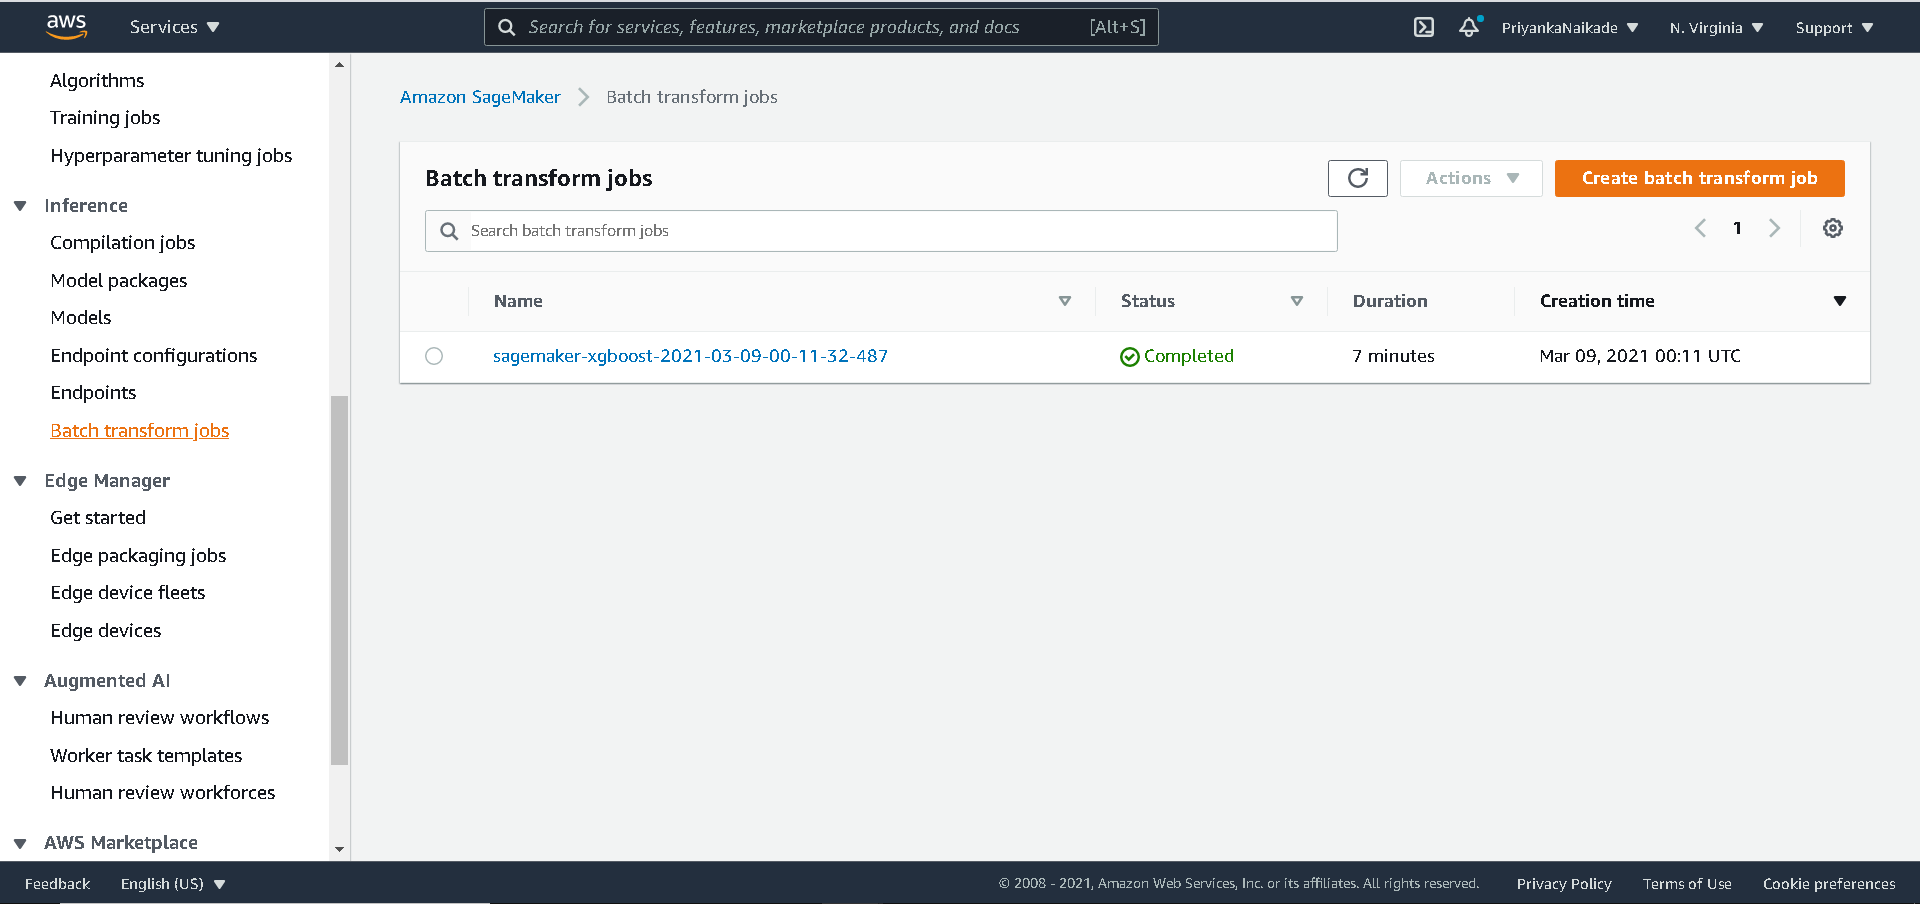 aws
Services
Search for services, features, marketplace products, and docs [Alt+S]
PriyankaNaikade
N. Virginia
Support
Algorithms
Training jobs
Hyperparameter tuning jobs
Inference
Compilation jobs
Model packages
Models
Endpoint configurations
Endpoints
Batch transform jobs
Edge Manager
Get started
Edge packaging jobs
Edge device fleets
Edge devices
Augmented AI
Human review workflows
Worker task templates
Human review workforces
AWS Marketplace
Amazon SageMaker Batch transform jobs
Batch transform jobs
Actions
Create batch transform job
Search batch transform jobs
1
Name Status Duration Creation time
sagemaker-xgboost-2021-03-09-00-11-32-487 Completed 7 minutes Mar 09, 2021 00:11 UTC
Feedback English (US) © 2008 - 2021, Amazon Web Services, Inc. or its affiliates. All rights reserved. Privacy Policy Terms of Use Cookie preferences